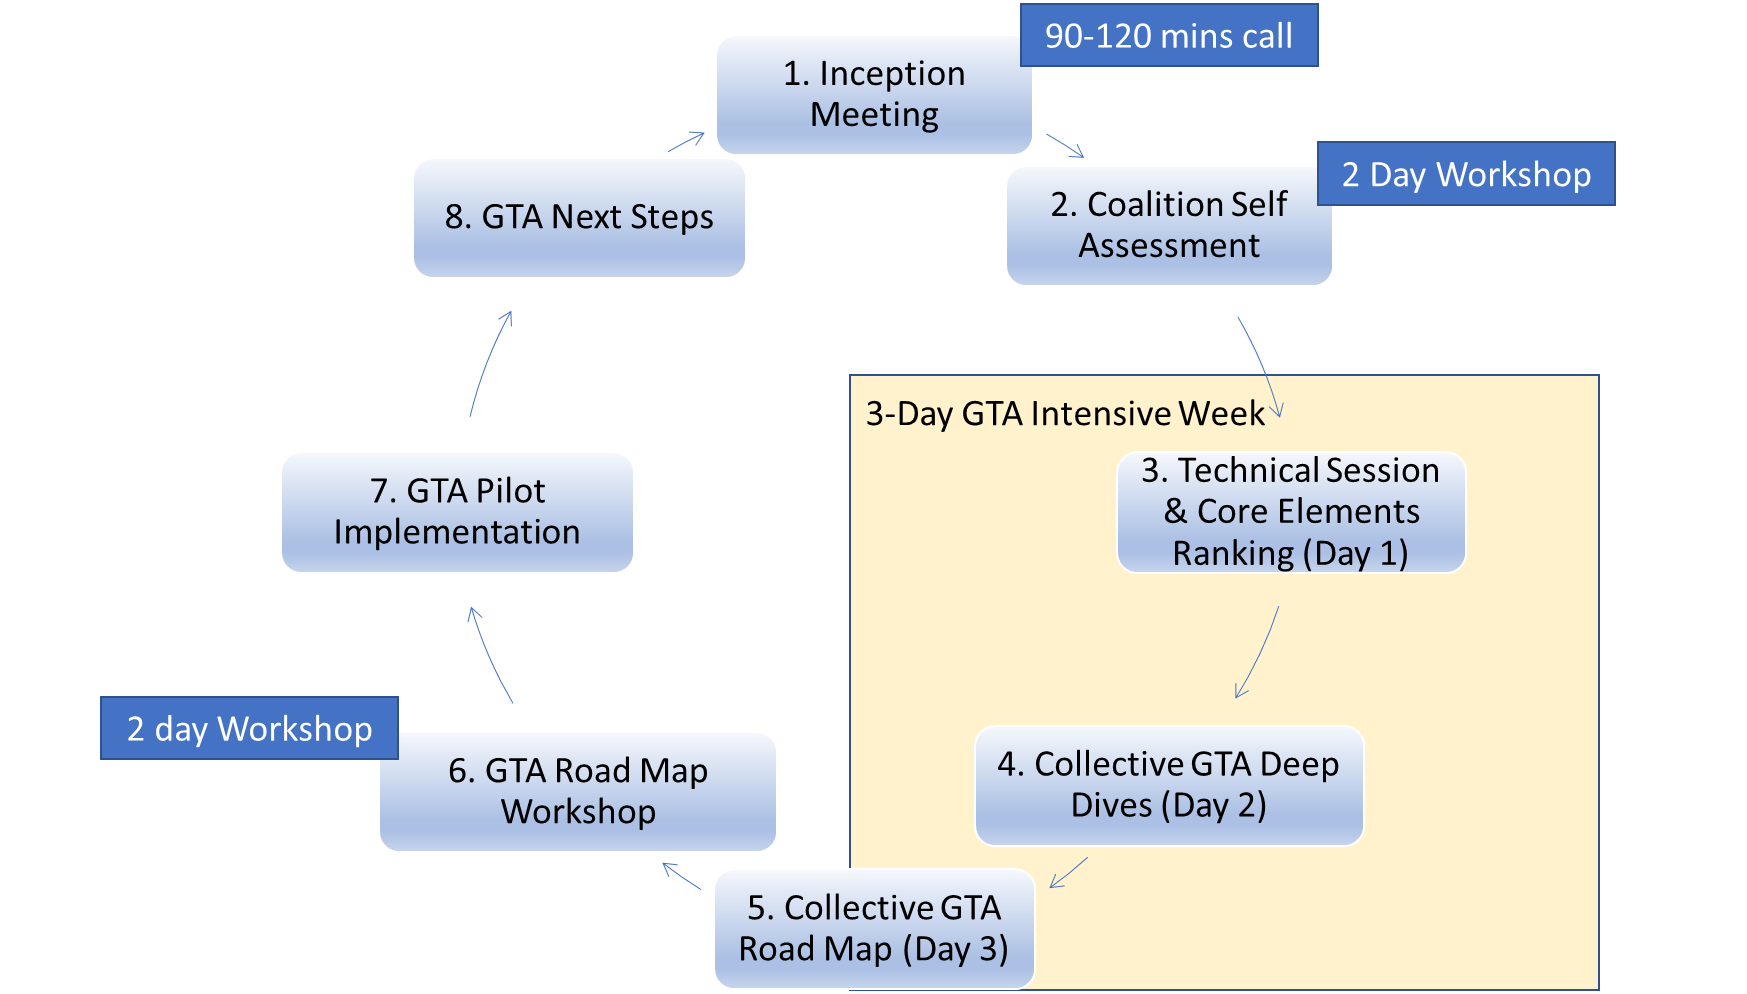 90-120 mins call
1. Inception
Meeting
2 Day Workshop
2. Coalition Self
Assessment
3-Day GTA Intensive Week
3. Technical Session
& Core Elements
Ranking (Day 1)
4. Collective GTA Deep
Dives (Day 2)
5. Collective GTA
Road Map (Day 3)
2 day Workshop
6. GTA Road Map
Workshop
7. GTA Pilot
Implementation
8. GTA Next Steps